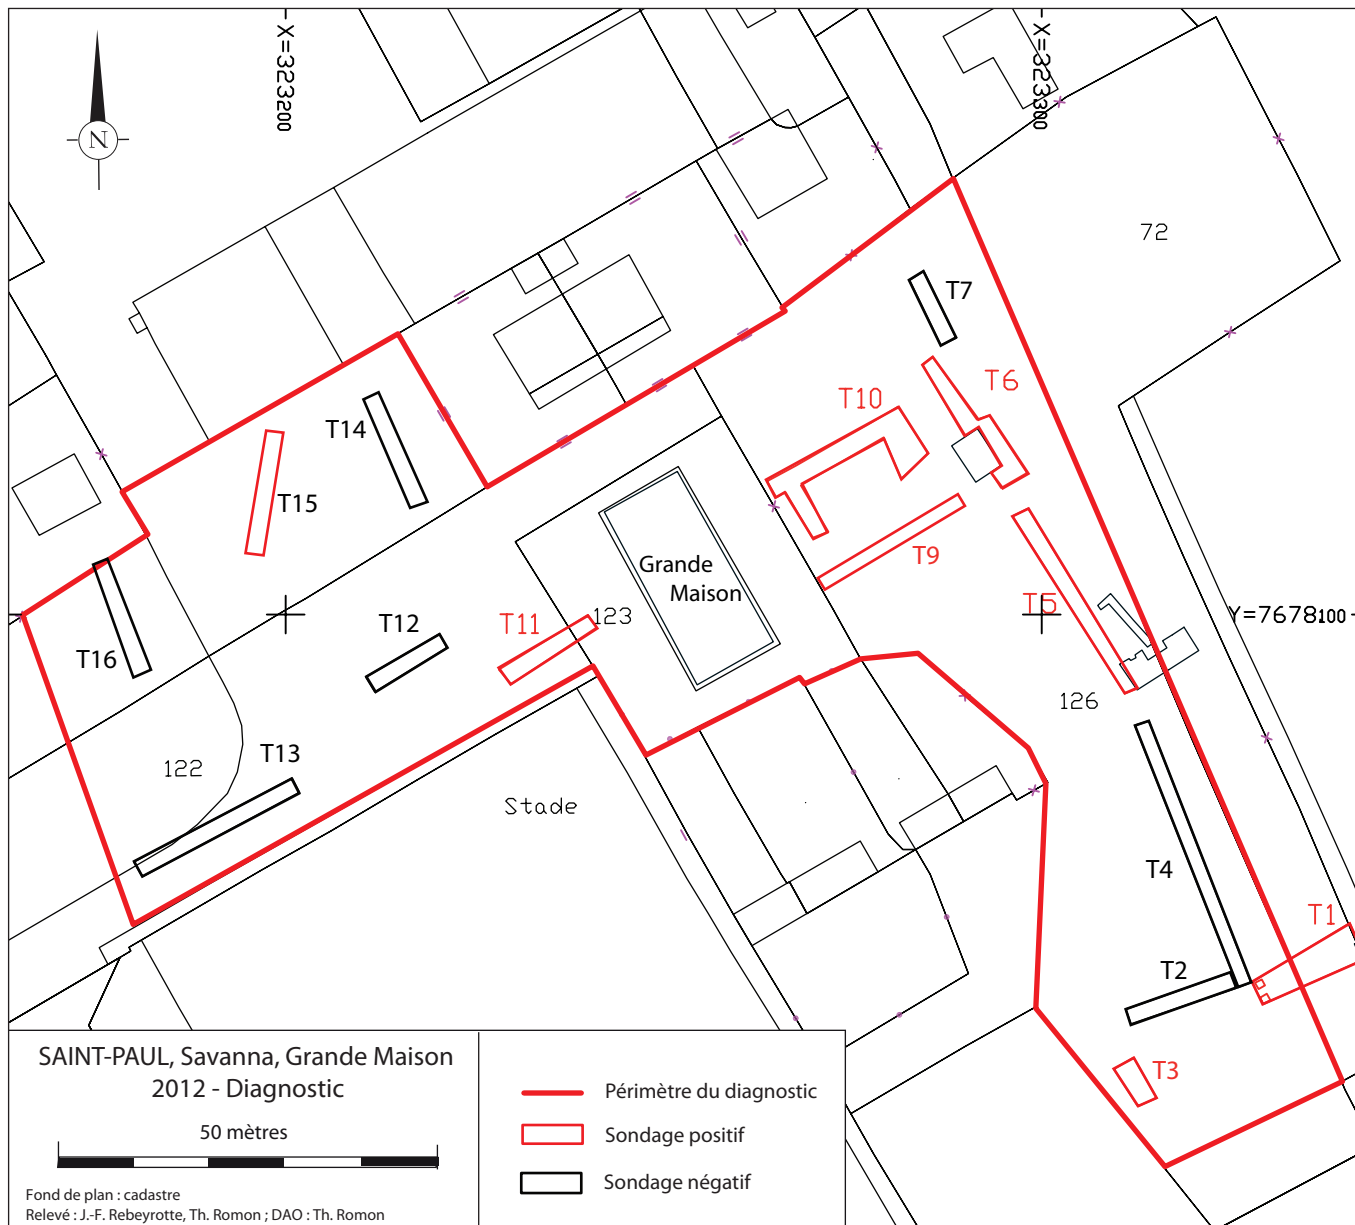 X=323200
X=323300
N
72
T7
T6
T10
T14
T15
T9
Grande
Maison
T5
Y=7678100
123
T11
T12
T16
126
T13
122
Stade
T4
T1
T2
T3
SAINT-PAUL, Savanna, Grande Maison
2012 - Diagnostic
50 mètres
Fond de plan : cadastre
Relevé : J.-F. Rebeyrotte, Th. Romon ; DAO : Th. Romon
Périmètre du diagnostic
Sondage positif
Sondage négatif